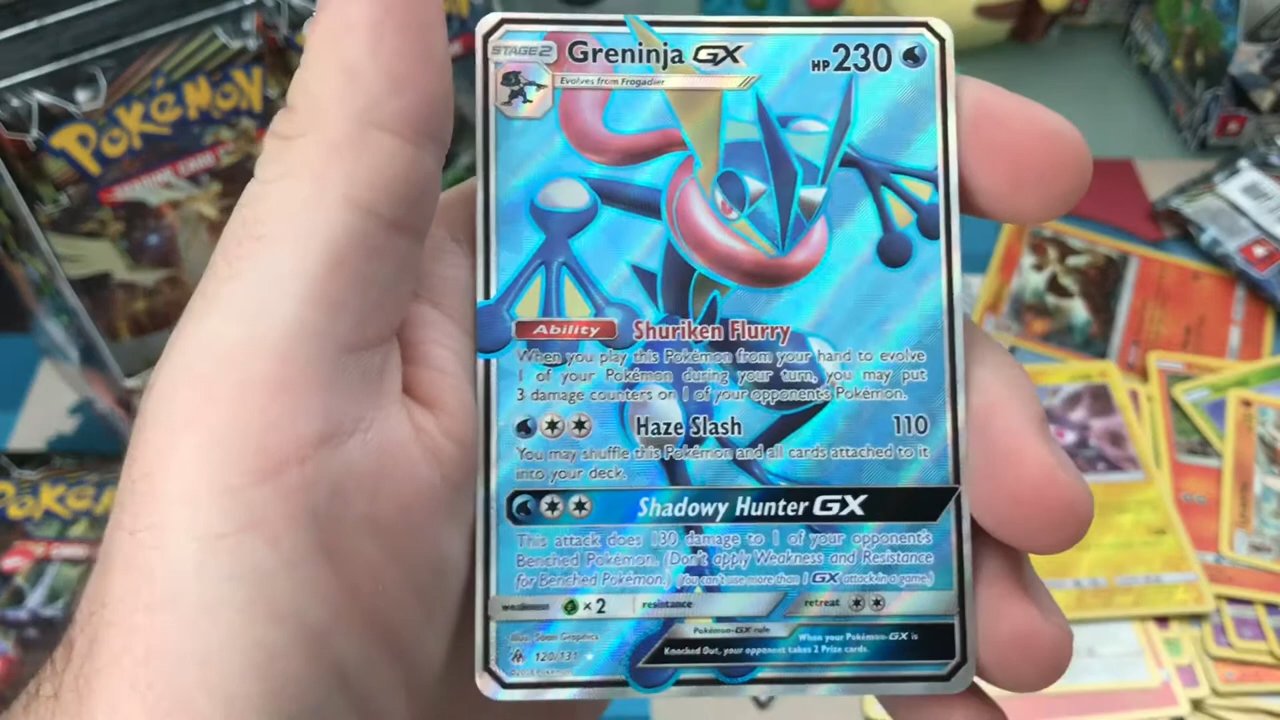 POKÉMON
STAGE 2
Greninja GX
HP 230
Evolves from Frogadier
Ability Shuriken Flurry
When you play this Pokémon from your hand to evolve
1 of your Pokémon during your turn, you may put
3 damage counters on 1 of your opponent's Pokémon.
Haze Slash 110
You may shuffle this Pokémon and all cards attached to it
into your deck.
Shadowy Hunter GX
This attack does 130 damage to 1 of your opponent's
Benched Pokémon. (Don't apply Weakness and Resistance
for Benched Pokémon.) (You can't use more than 1 GX attack in a game.)
weakness ×2 resistance retreat
Pokémon-GX rule
When your Pokémon-GX is
Knocked Out, your opponent takes 2 Prize cards.
120/131